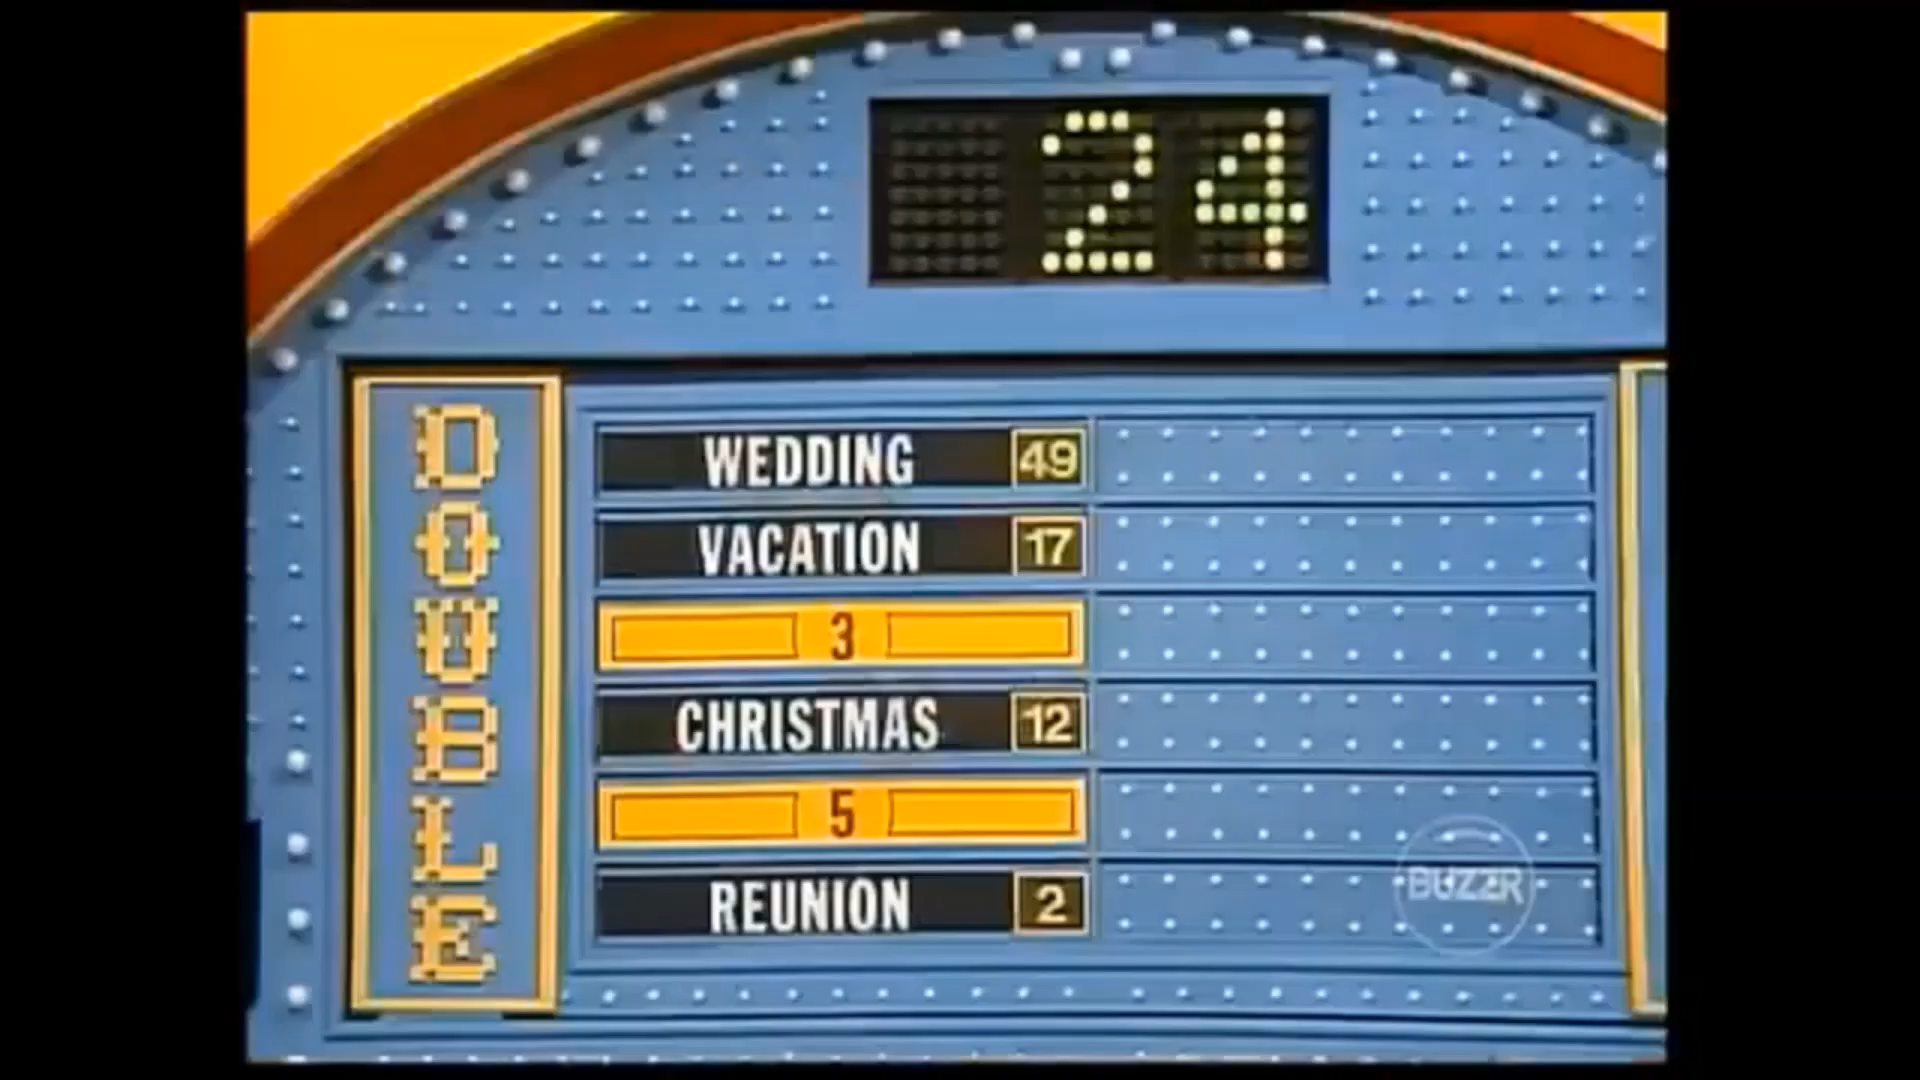 24
DOUBLE
WEDDING 49
VACATION 17
3
CHRISTMAS 12
5
REUNION 2
BUZZR